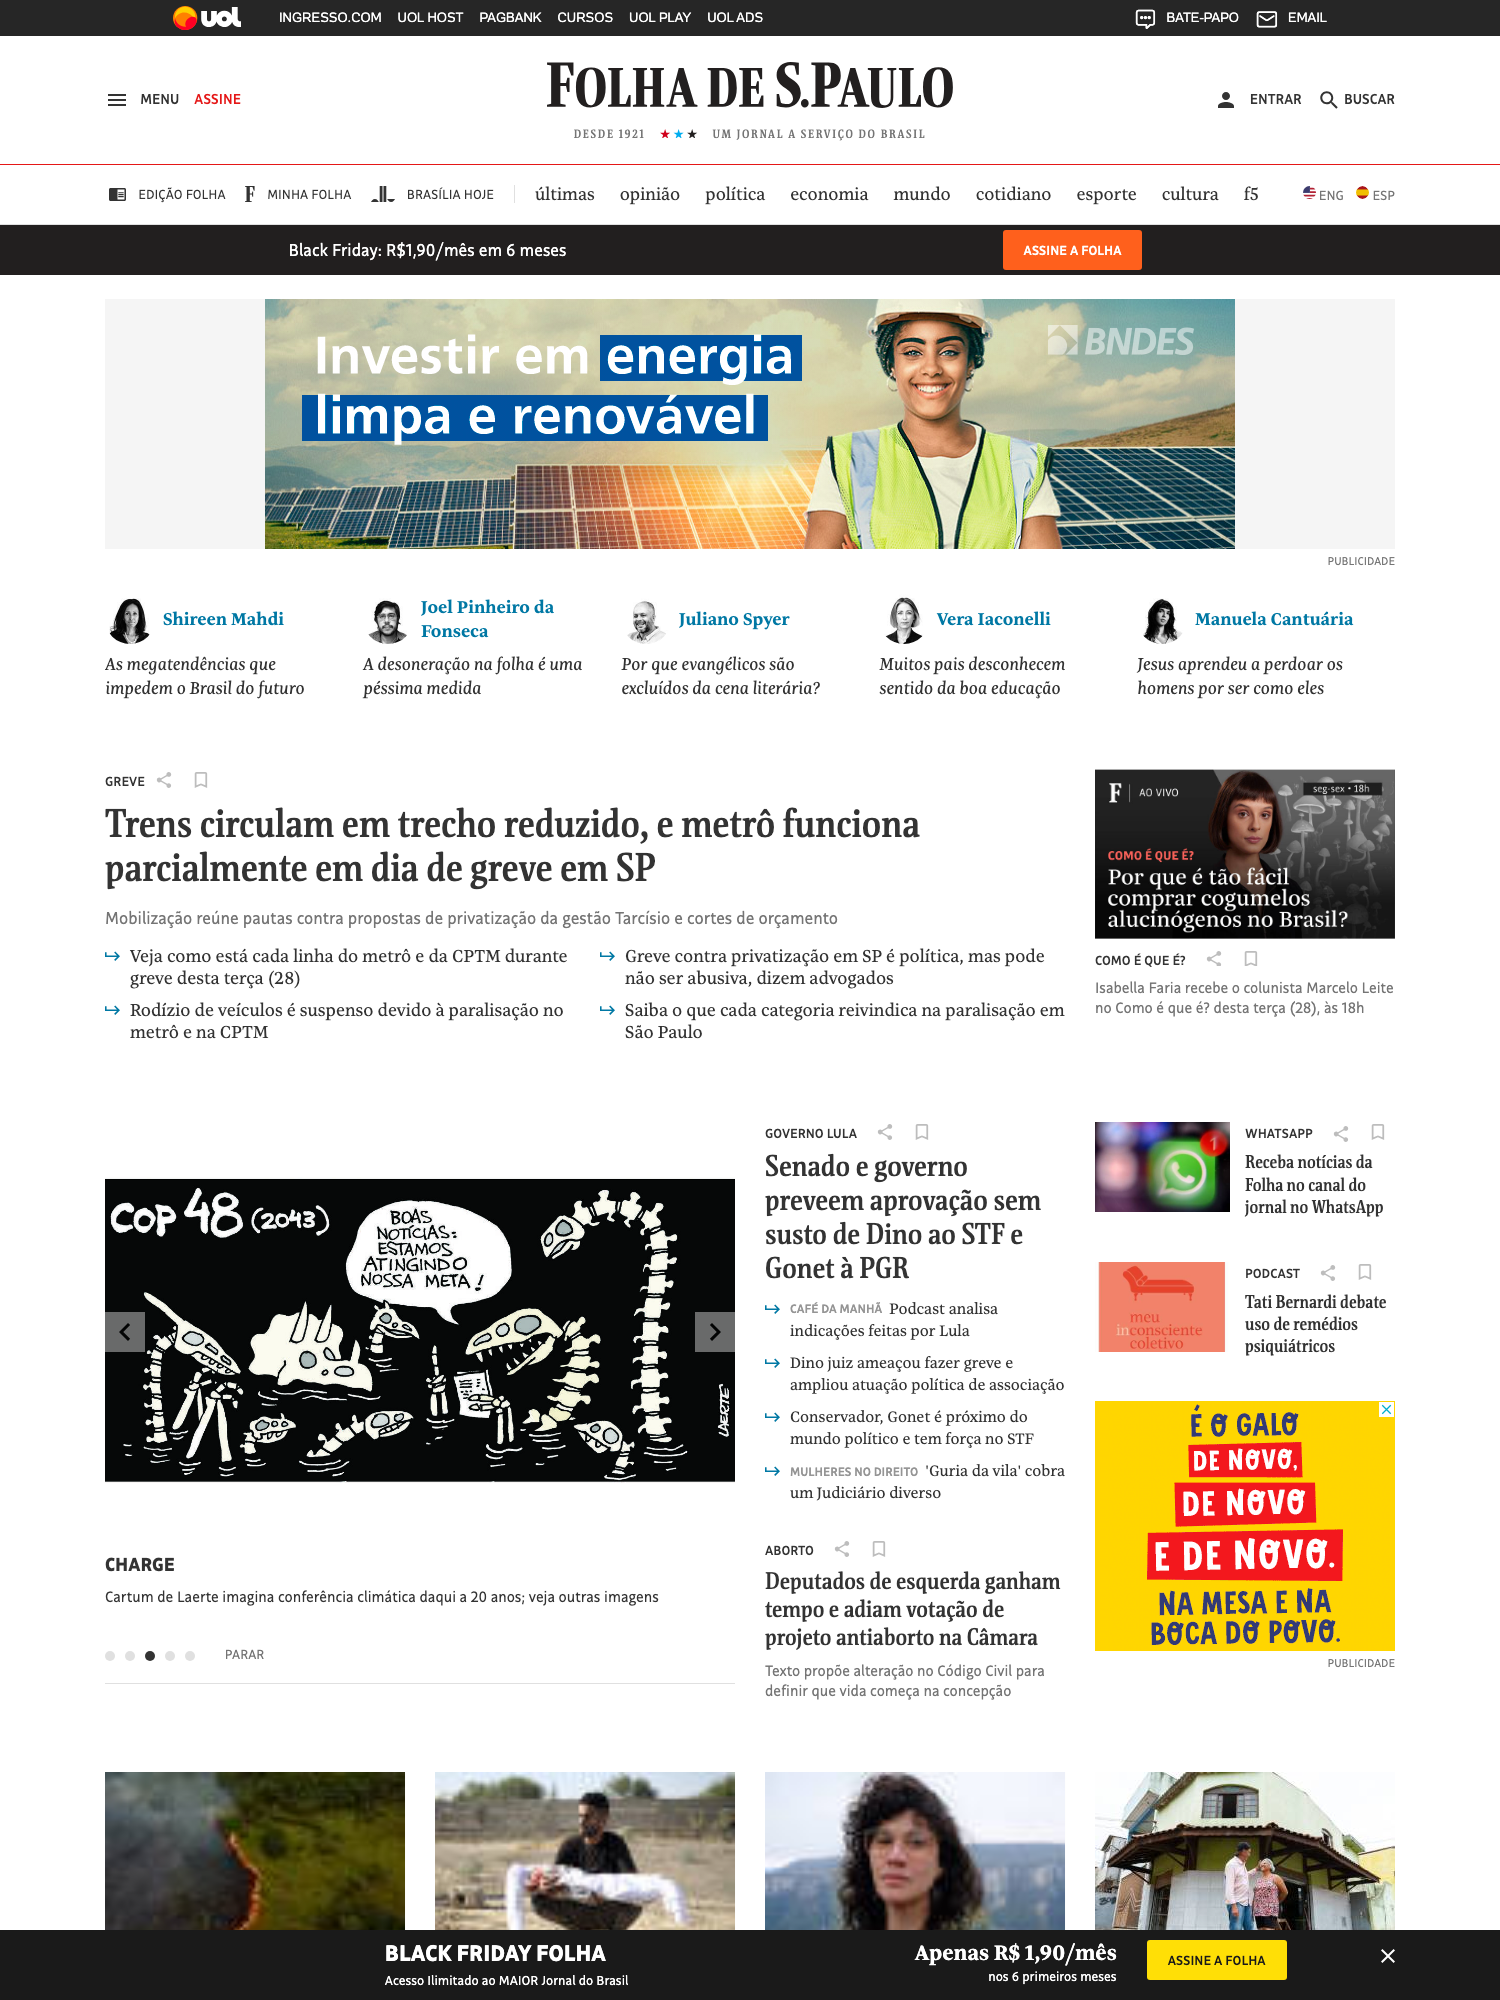 uol INGRESSO.COM UOL HOST PAGBANK CURSOS UOL PLAY UOL ADS BATE-PAPO EMAIL
MENU ASSINE FOLHA DE S.PAULO ENTRAR BUSCAR
DESDE 1921 ★★★ UM JORNAL A SERVIÇO DO BRASIL
EDIÇÃO FOLHA F MINHA FOLHA BRASÍLIA HOJE últimas opinião política economia mundo cotidiano esporte cultura f5 ENG ESP
Black Friday: R$1,90/mês em 6 meses ASSINE A FOLHA
Investir em energia
limpa e renovável
BNDES
PUBLICIDADE
Shireen Mahdi
As megatendências que
impedem o Brasil do futuro
Joel Pinheiro da
Fonseca
A desoneração na folha é uma
péssima medida
Juliano Spyer
Por que evangélicos são
excluídos da cena literária?
Vera Iaconelli
Muitos pais desconhecem
sentido da boa educação
Manuela Cantuária
Jesus aprendeu a perdoar os
homens por ser como eles
GREVE
Trens circulam em trecho reduzido, e metrô funciona
parcialmente em dia de greve em SP
Mobilização reúne pautas contra propostas de privatização da gestão Tarcísio e cortes de orçamento
Veja como está cada linha do metrô e da CPTM durante
greve desta terça (28)
Rodízio de veículos é suspenso devido à paralisação no
metrô e na CPTM
Greve contra privatização em SP é política, mas pode
não ser abusiva, dizem advogados
Saiba o que cada categoria reivindica na paralisação em
São Paulo
F AO VIVO seg-sex • 18h
COMO É QUE É?
Por que é tão fácil
comprar cogumelos
alucinógenos no Brasil?
COMO É QUE É?
Isabella Faria recebe o colunista Marcelo Leite
no Como é que é? desta terça (28), às 18h
COP 48 (2043)
BOAS
NOTÍCIAS:
ESTAMOS
ATINGINDO
NOSSA META!
LAERTE
CHARGE
Cartum de Laerte imagina conferência climática daqui a 20 anos; veja outras imagens
PARAR
GOVERNO LULA
Senado e governo
preveem aprovação sem
susto de Dino ao STF e
Gonet à PGR
CAFÉ DA MANHÃ Podcast analisa
indicações feitas por Lula
Dino juiz ameaçou fazer greve e
ampliou atuação política de associação
Conservador, Gonet é próximo do
mundo político e tem força no STF
MULHERES NO DIREITO 'Guria da vila' cobra
um Judiciário diverso
ABORTO
Deputados de esquerda ganham
tempo e adiam votação de
projeto antiaborto na Câmara
Texto propõe alteração no Código Civil para
definir que vida começa na concepção
1
WHATSAPP
Receba notícias da
Folha no canal do
jornal no WhatsApp
meu
inconsciente
coletivo
PODCAST
Tati Bernardi debate
uso de remédios
psiquiátricos
É O GALO
DE NOVO,
DE NOVO
E DE NOVO.
NA MESA E NA
BOCA DO POVO.
PUBLICIDADE
BLACK FRIDAY FOLHA
Acesso Ilimitado ao MAIOR Jornal do Brasil
Apenas R$ 1,90/mês
nos 6 primeiros meses
ASSINE A FOLHA